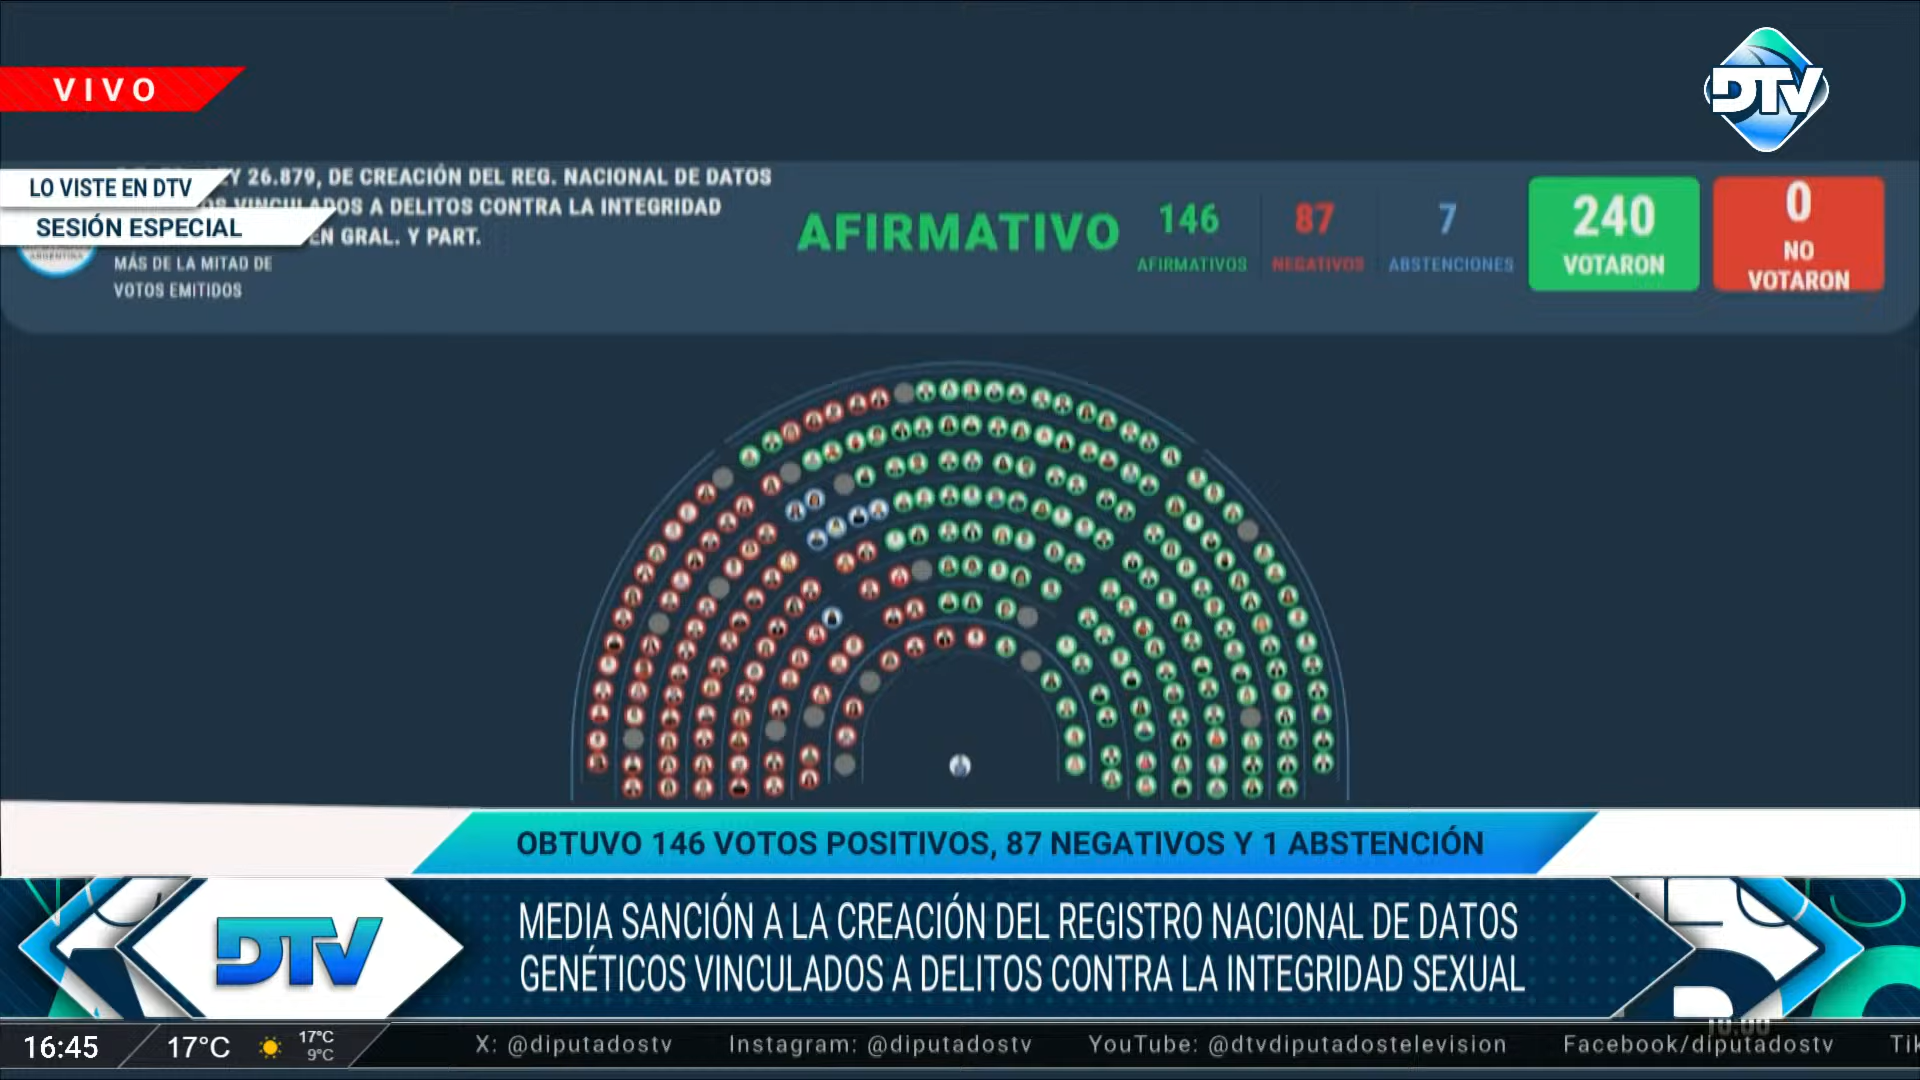 VIVO
DTV
LO VISTE EN DTV
SESIÓN ESPECIAL
26.879, DE CREACIÓN DEL REG. NACIONAL DE DATOS
VINCULADOS A DELITOS CONTRA LA INTEGRIDAD
EN GRAL. Y PART.
MÁS DE LA MITAD DE
VOTOS EMITIDOS
AFIRMATIVO
146
AFIRMATIVOS
87
NEGATIVOS
7
ABSTENCIONES
240
VOTARON
0
NO
VOTARON
OBTUVO 146 VOTOS POSITIVOS, 87 NEGATIVOS Y 1 ABSTENCIÓN
DTV
MEDIA SANCIÓN A LA CREACIÓN DEL REGISTRO NACIONAL DE DATOS
GENÉTICOS VINCULADOS A DELITOS CONTRA LA INTEGRIDAD SEXUAL
16:45
17°C
17°C
9°C
X: @diputadostv Instagram: @diputadostv YouTube: @dtvdiputadostelevision Facebook/diputadostv